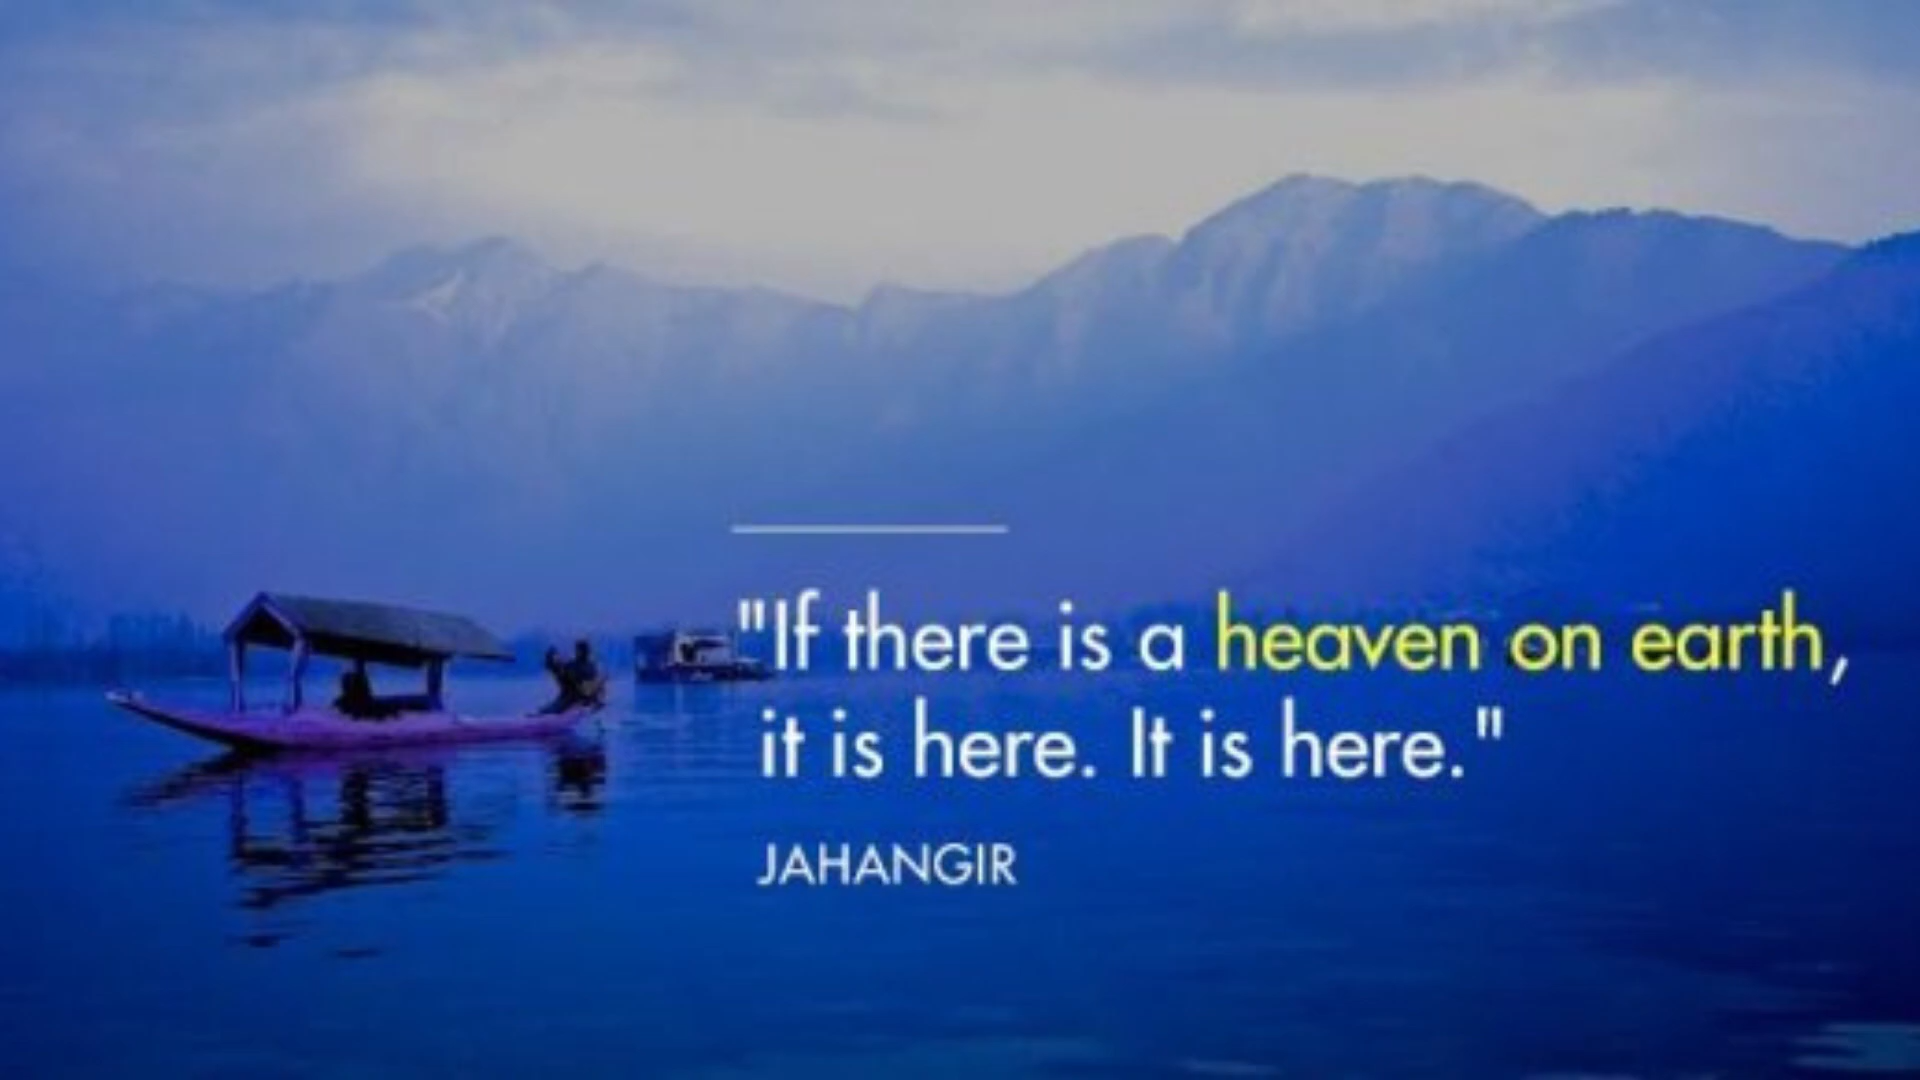 "If there is a heaven on earth,
it is here. It is here."
JAHANGIR